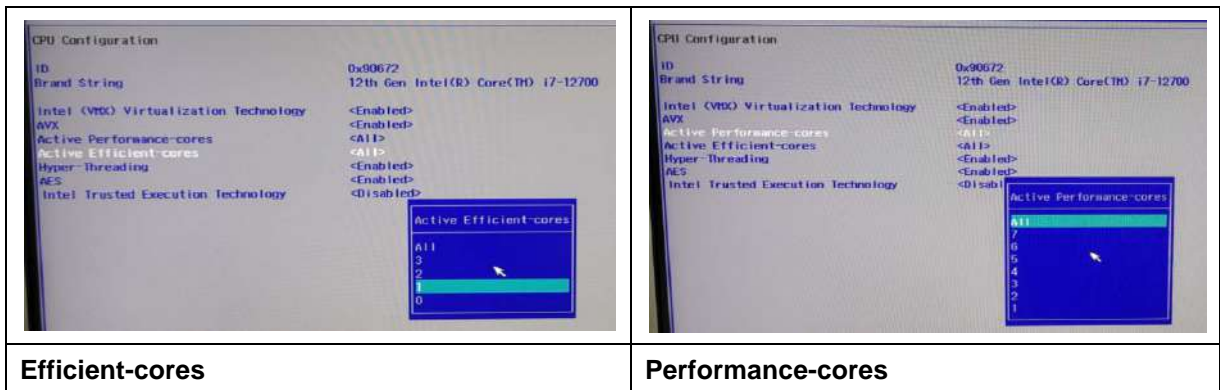 CPU Configuration
ID 0x90672
Brand String 12th Gen Intel(R) Core(TM) i7-12700
Intel (VMX) Virtualization Technology <Enabled>
AVX <Enabled>
Active Performance-cores <All>
Active Efficient-cores <All>
Hyper-Threading <Enabled>
AES <Enabled>
Intel Trusted Execution Technology <Disabled>
Active Efficient-cores
All
3
2
1
0
Efficient-cores
CPU Configuration
ID 0x90672
Brand String 12th Gen Intel(R) Core(TM) i7-12700
Intel (VMX) Virtualization Technology <Enabled>
AVX <Enabled>
Active Performance-cores <All>
Active Efficient-cores <All>
Hyper-Threading <Enabled>
AES <Enabled>
Intel Trusted Execution Technology <Disabl
Active Performance-cores
All
7
6
5
4
3
2
1
Performance-cores